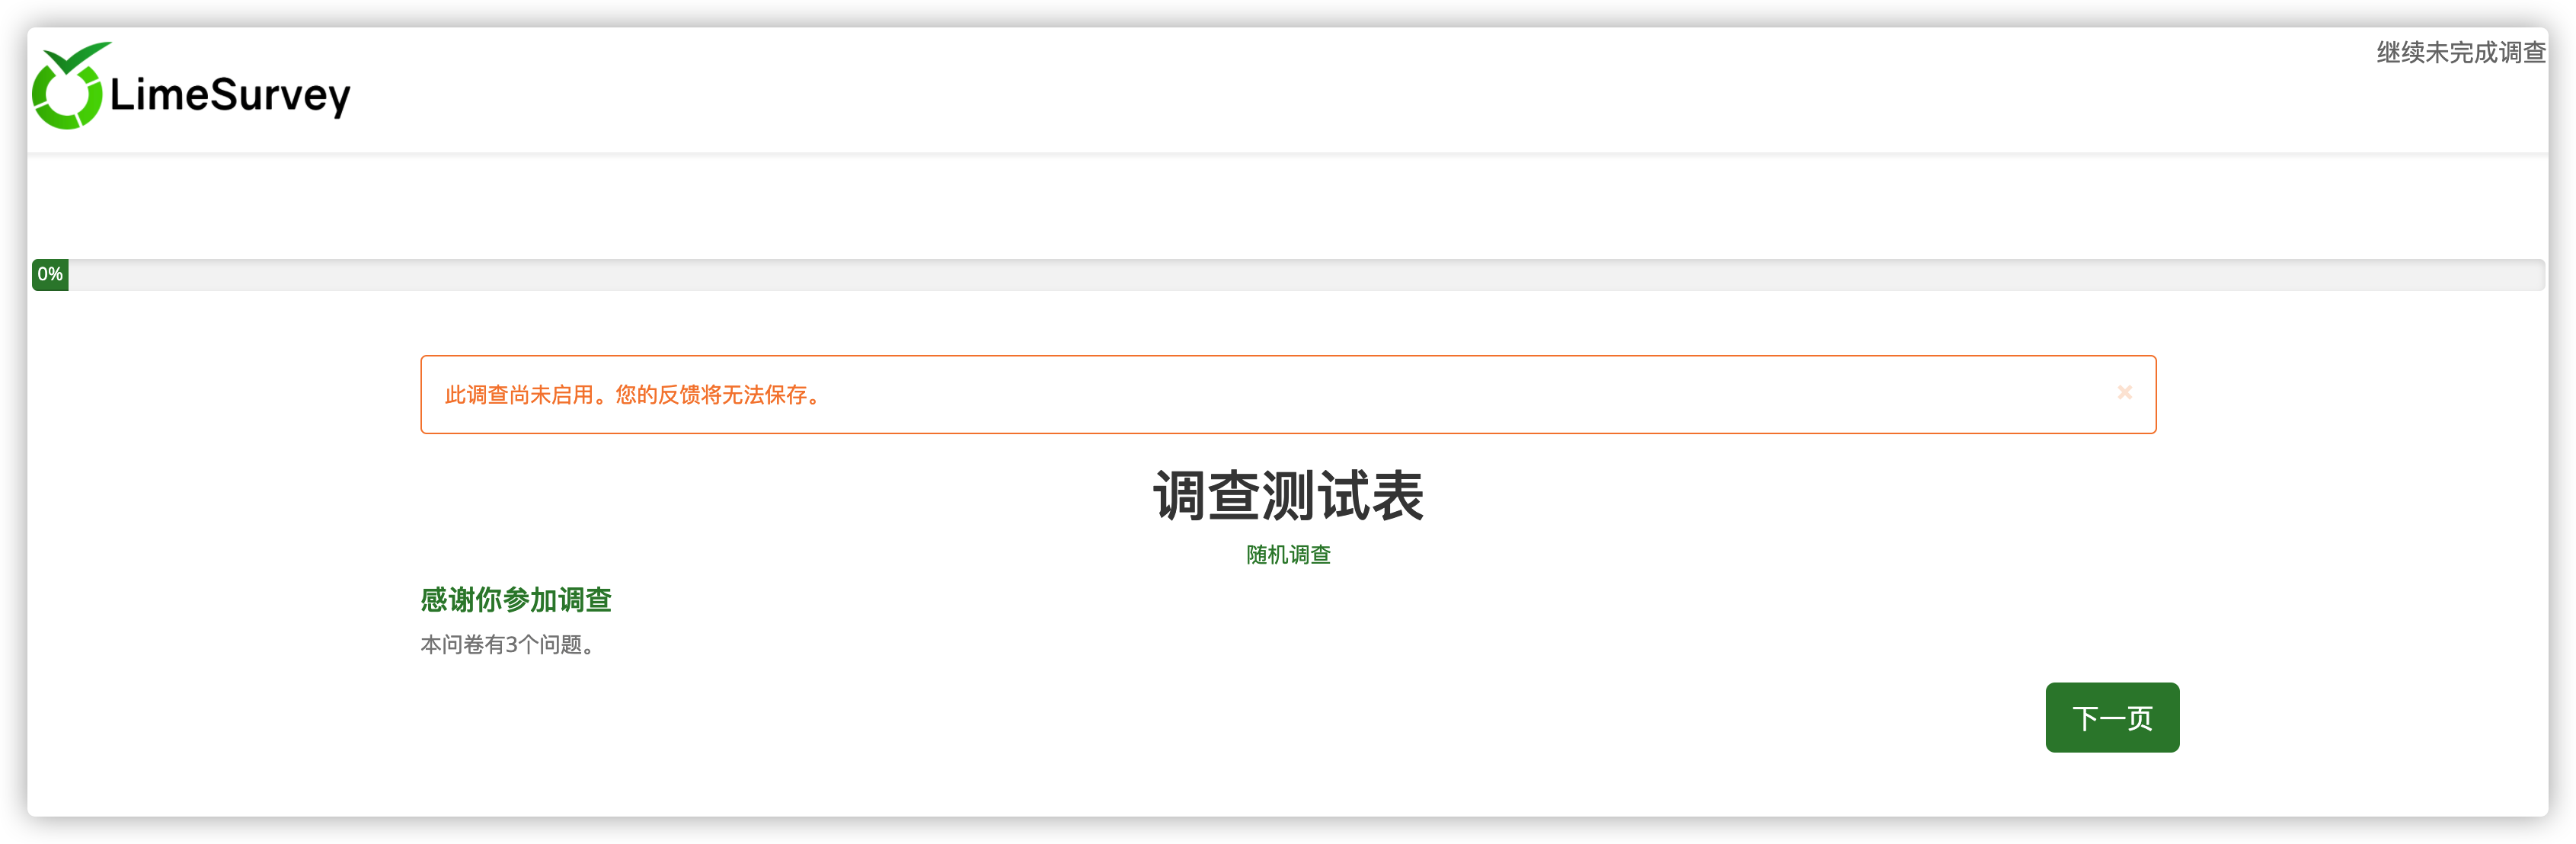 LimeSurvey
继续未完成调查
0%
此调查尚未启用。您的反馈将无法保存。
×
调查测试表
随机调查
感谢你参加调查
本问卷有3个问题。
下一页